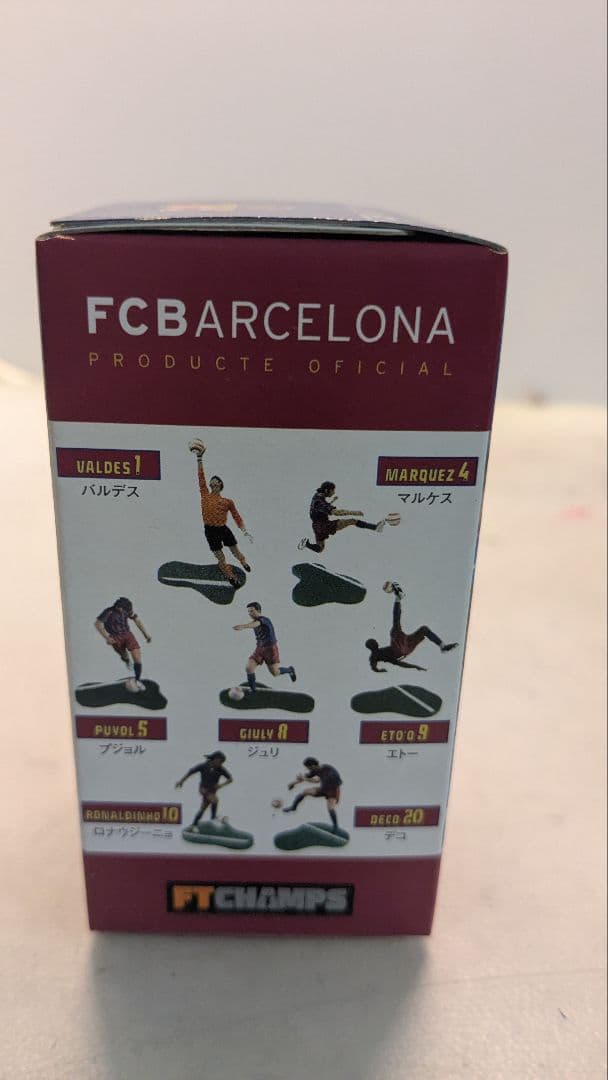 FCBARCELONA
PRODUCTE OFICIAL
VALDES 1
バルデス
MARQUEZ 4
マルケス
PUYOL 5
プジョル
GIULY 8
ジュリ
ETO'O 9
エトー
RONALDINHO 10
ロナウジーニョ
DECO 20
デコ
FTCHAMPS